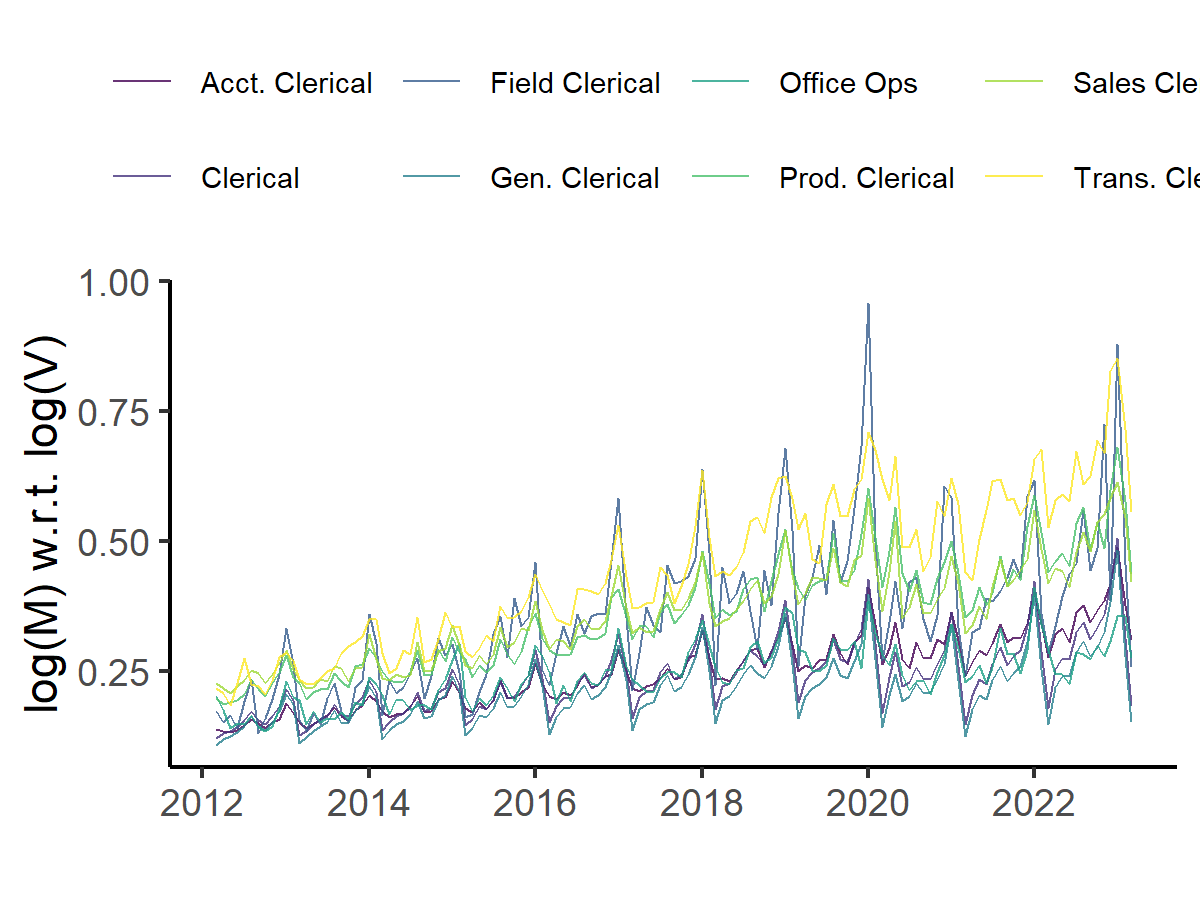 Acct. Clerical Field Clerical Office Ops Sales Cle
Clerical Gen. Clerical Prod. Clerical Trans. Cle
log(M) w.r.t. log(V)
1.00
0.75
0.50
0.25
2012 2014 2016 2018 2020 2022